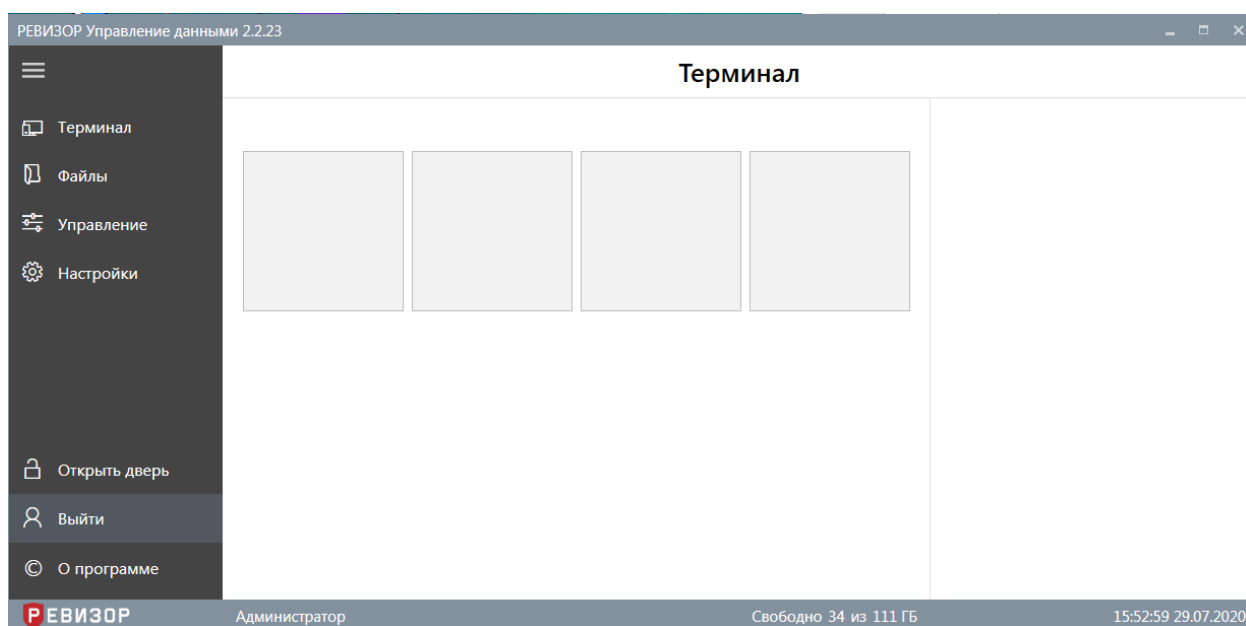 РЕВИЗОР Управление данными 2.2.23
Терминал
Терминал
Файлы
Управление
Настройки
Открыть дверь
Выйти
© О программе
РЕВИЗОР Администратор Свободно 34 из 111 ГБ 15:52:59 29.07.2020